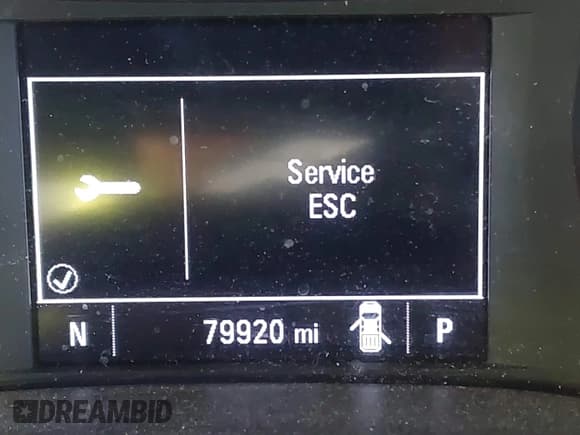 Service
ESC
N 79920 mi P
DREAMBID